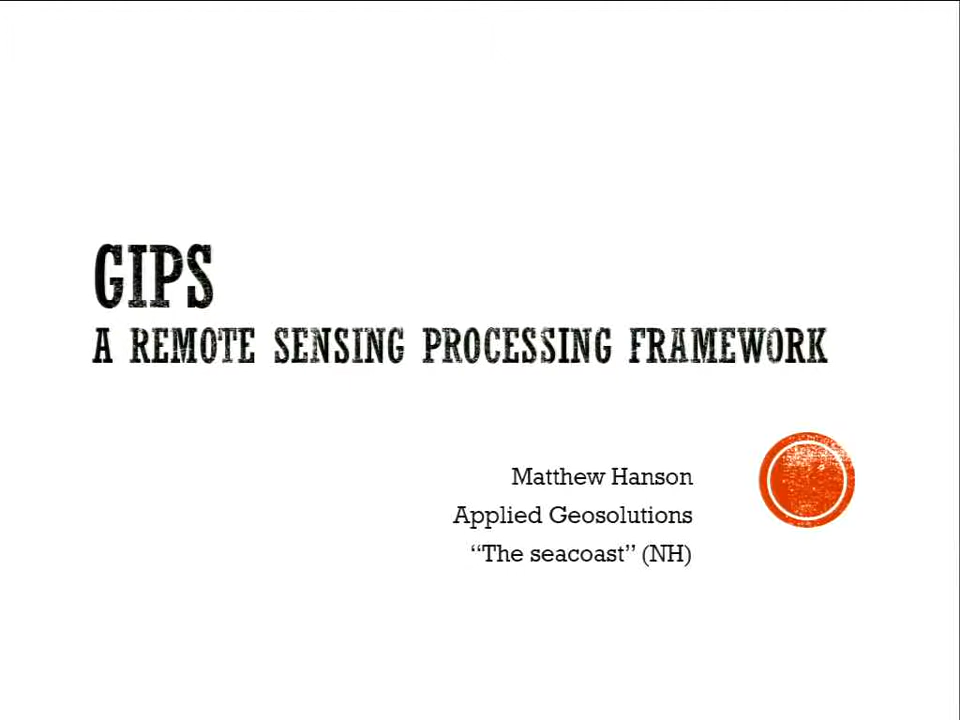 GIPS
A REMOTE SENSING PROCESSING FRAMEWORK
Matthew Hanson
Applied Geosolutions
“The seacoast” (NH)